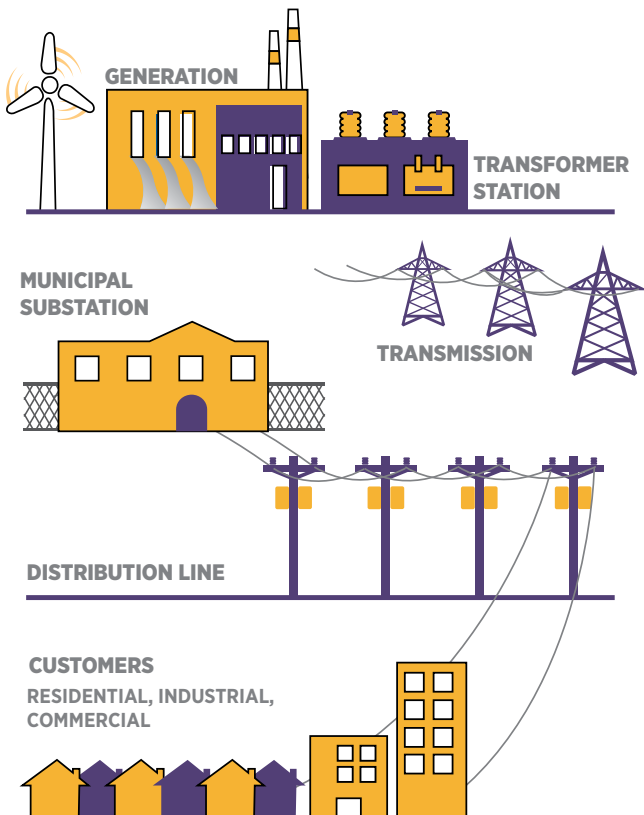 GENERATION
TRANSFORMER
STATION
MUNICIPAL
SUBSTATION
TRANSMISSION
DISTRIBUTION LINE
CUSTOMERS
RESIDENTIAL, INDUSTRIAL,
COMMERCIAL